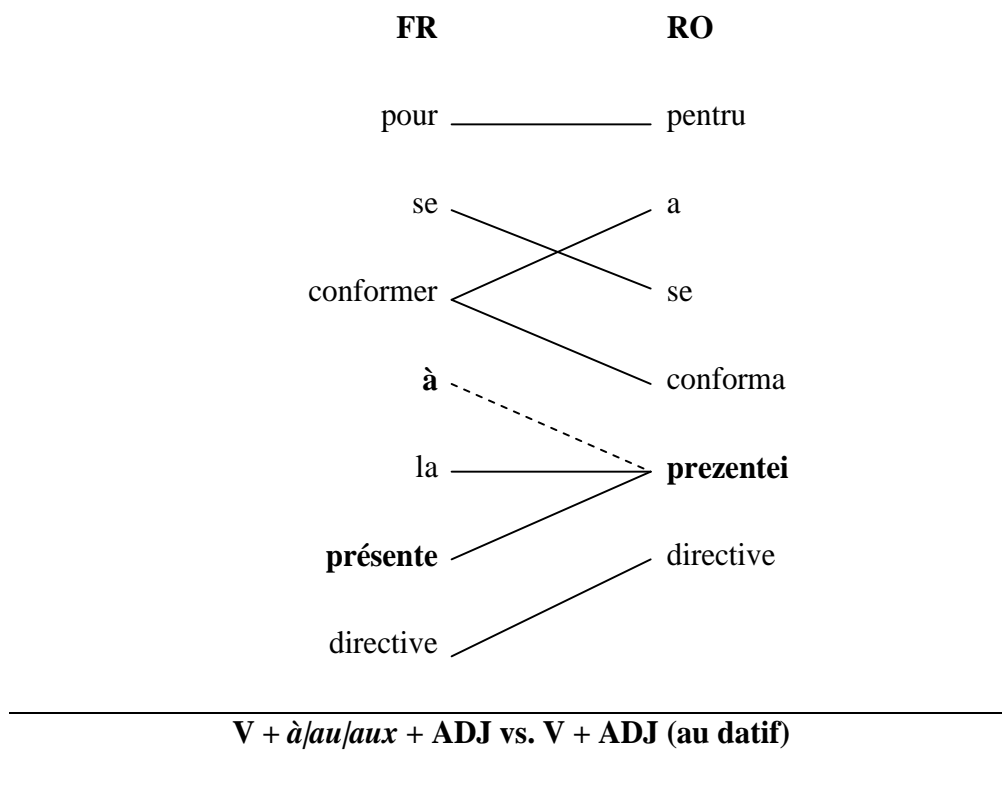 FR RO
pour pentru
se a
conformer se
à conforma
la prezentei
présente directive
directive
V + à/au/aux + ADJ vs. V + ADJ (au datif)